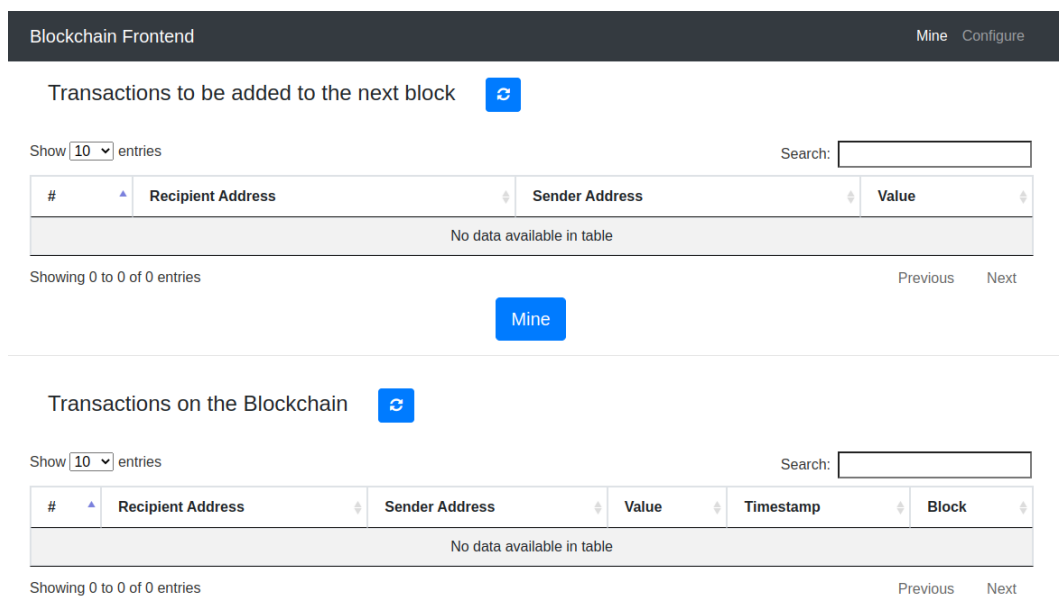 Blockchain Frontend Mine Configure
Transactions to be added to the next block
Show 10 entries Search:
# Recipient Address Sender Address Value
No data available in table
Showing 0 to 0 of 0 entries Previous Next
Mine
Transactions on the Blockchain
Show 10 entries Search:
# Recipient Address Sender Address Value Timestamp Block
No data available in table
Showing 0 to 0 of 0 entries Previous Next